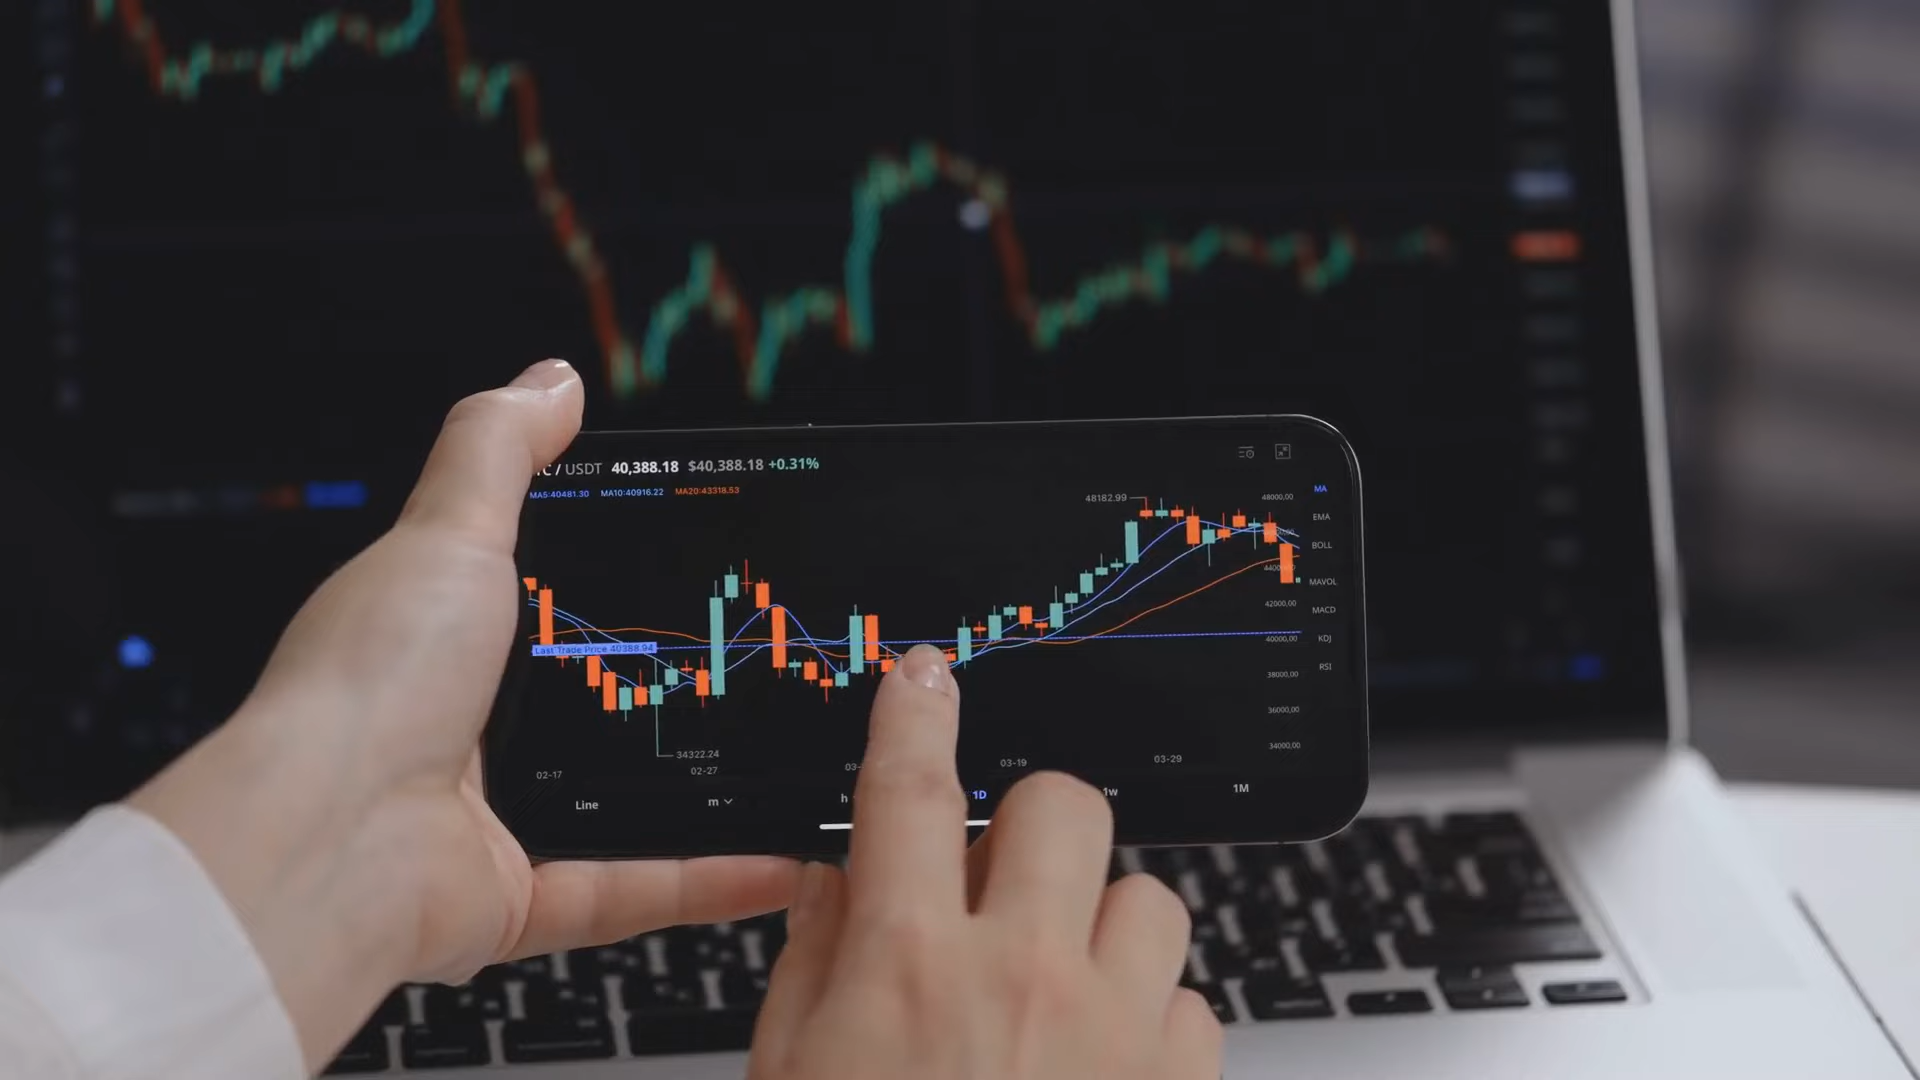 C / USDT 40,388.18 $40,388.18 +0.31%
MA5:40481.30 MA10:40916.22 MA20:43318.53
48182.99
48000,00
MA
EMA
BOLL
44000,00
MAVOL
42000,00
MACD
40000,00
KDJ
Last Trade Price 40388.94
RSI
38000,00
36000,00
34322.24
34000,00
02-17 02-27 03- 03-19 03-29
Line m h 1D 1w 1M